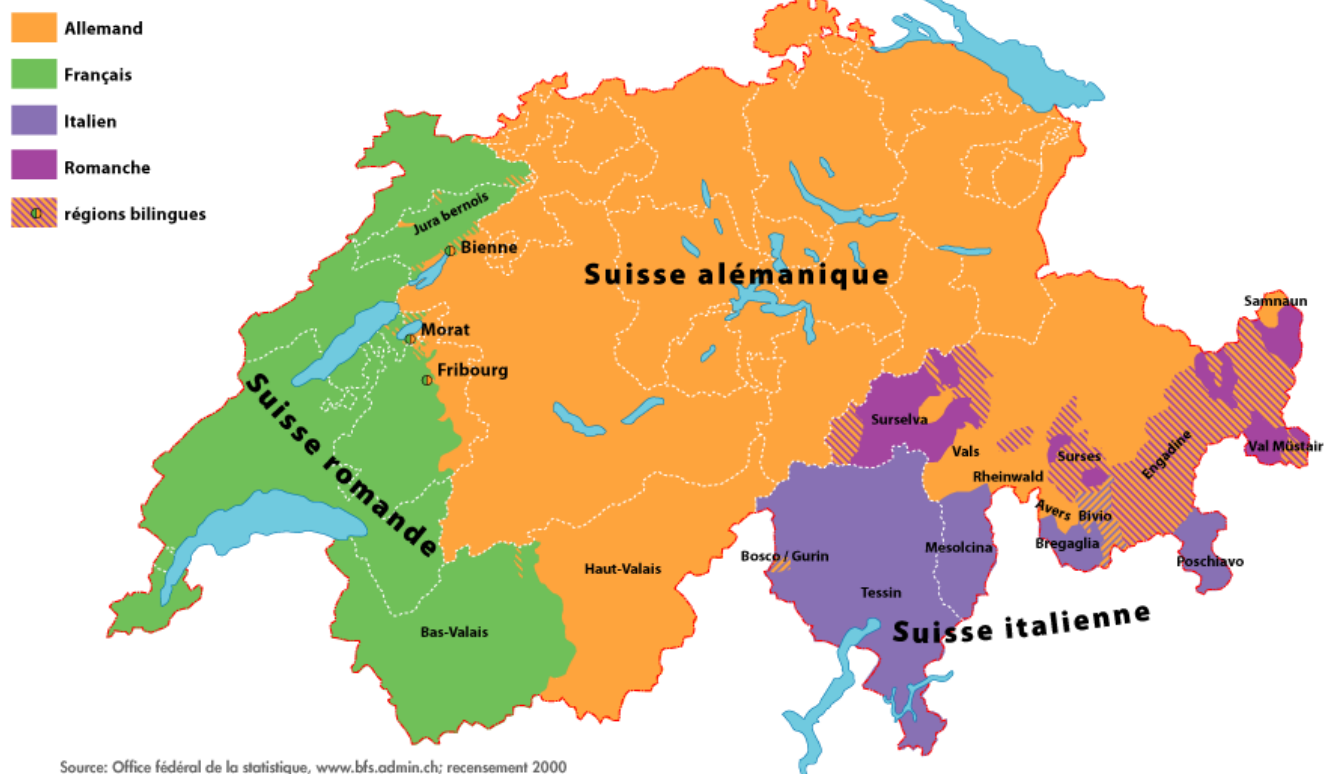 Allemand
Français
Italien
Romanche
régions bilingues
Jura bernois
Bienne
Suisse alémanique
Samnaun
Morat
Fribourg
Suisse romande
Surselva
Vals
Surses
Engadine
Val Müstair
Rheinwald
Avers
Bivio
Bregaglia
Bosco / Gurin
Mesolcina
Poschiavo
Haut-Valais
Tessin
Suisse italienne
Bas-Valais
Source: Office fédéral de la statistique, www.bfs.admin.ch; recensement 2000